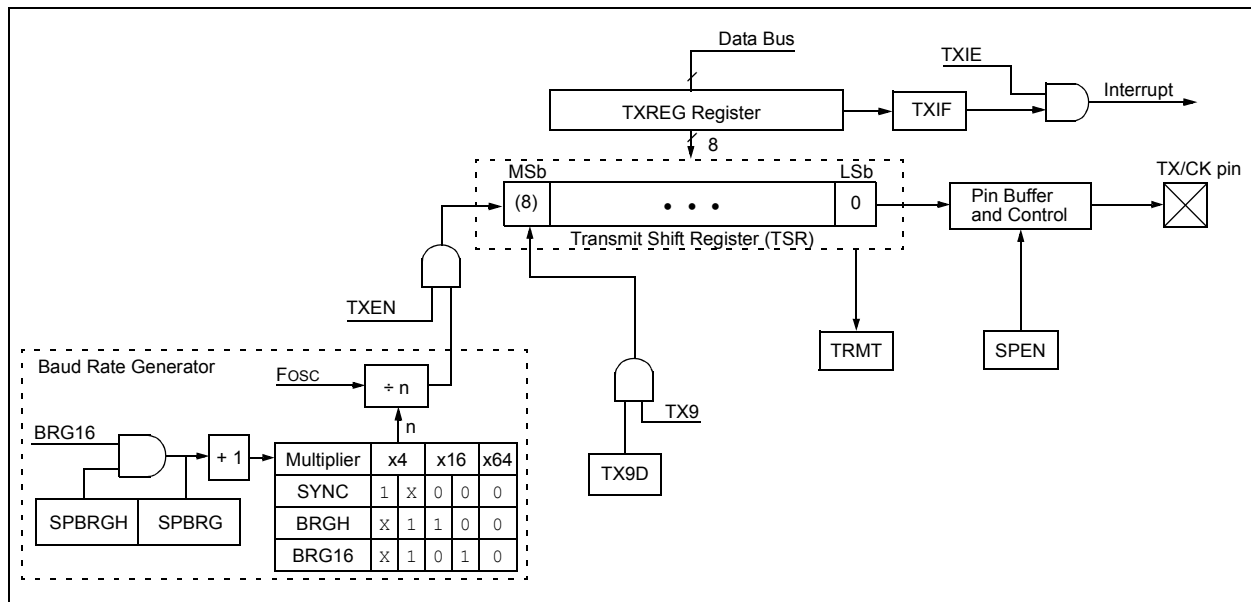 Data Bus
TXIE
Interrupt
TXREG Register
TXIF
8
MSb
LSb
TX/CK pin
(8)
• • •
0
Pin Buffer
and Control
Transmit Shift Register (TSR)
TXEN
TRMT
SPEN
Baud Rate Generator
FOSC
÷ n
TX9
n
BRG16
+ 1
Multiplier x4 x16 x64
TX9D
SYNC 1 X 0 0 0
SPBRGH SPBRG
BRGH X 1 1 0 0
BRG16 X 1 0 1 0